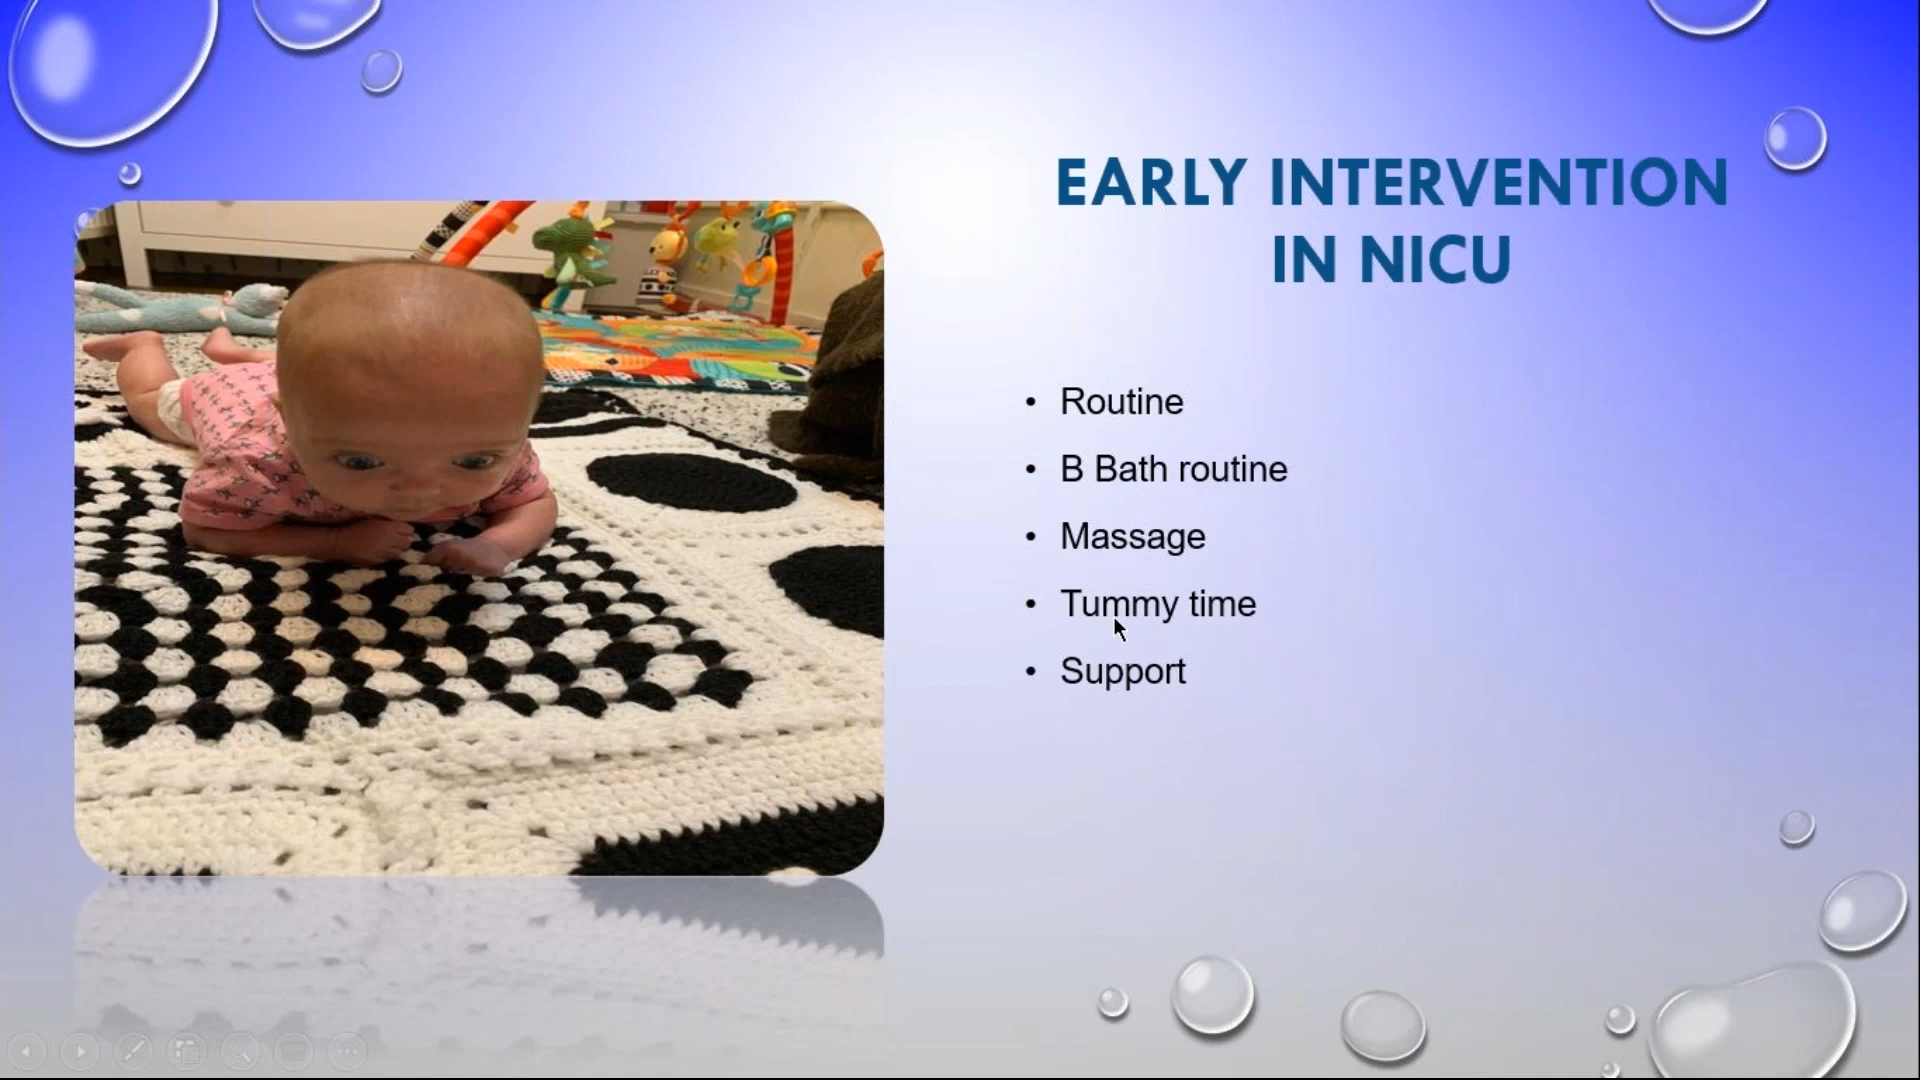 EARLY INTERVENTION
IN NICU
• Routine
• B Bath routine
• Massage
• Tummy time
• Support